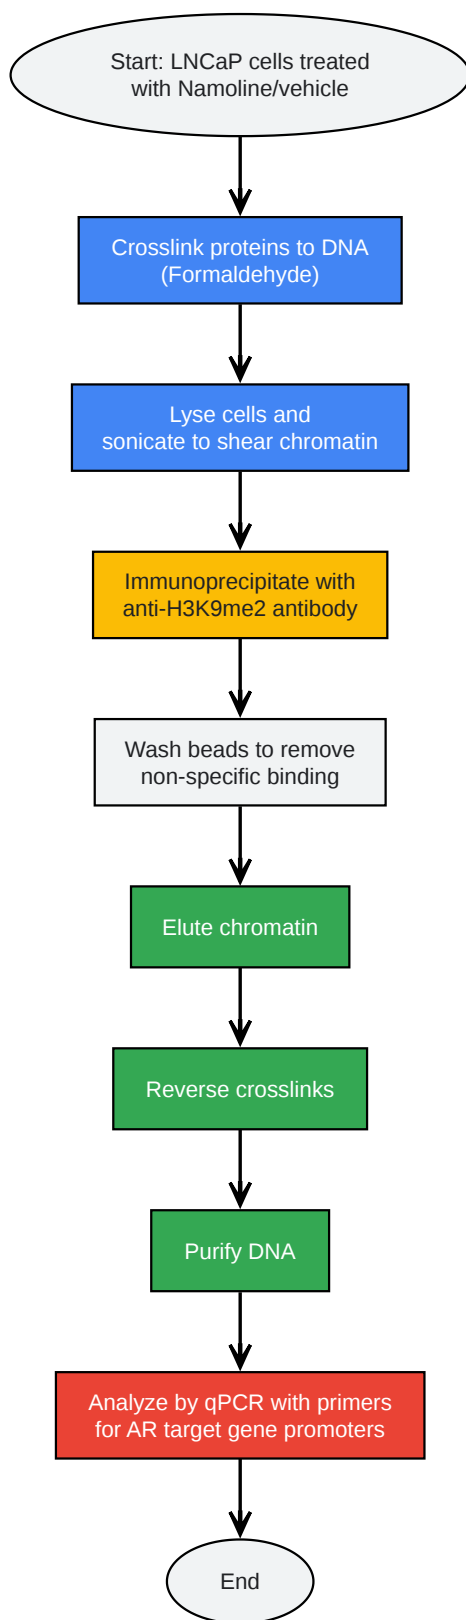 Start: LNCaP cells treated
with Namoline/vehicle
Crosslink proteins to DNA
(Formaldehyde)
Lyse cells and
sonicate to shear chromatin
Immunoprecipitate with
anti-H3K9me2 antibody
Wash beads to remove
non-specific binding
Elute chromatin
Reverse crosslinks
Purify DNA
Analyze by qPCR with primers
for AR target gene promoters
End